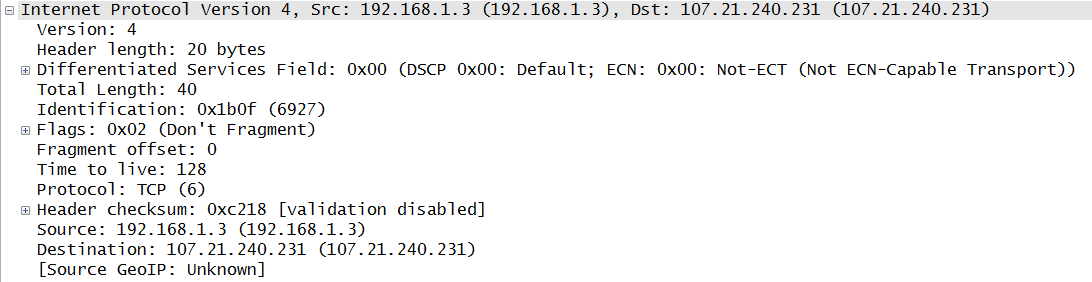 Internet Protocol Version 4, Src: 192.168.1.3 (192.168.1.3), Dst: 107.21.240.231 (107.21.240.231)
Version: 4
Header length: 20 bytes
Differentiated Services Field: 0x00 (DSCP 0x00: Default; ECN: 0x00: Not-ECT (Not ECN-Capable Transport))
Total Length: 40
Identification: 0x1b0f (6927)
Flags: 0x02 (Don't Fragment)
Fragment offset: 0
Time to live: 128
Protocol: TCP (6)
Header checksum: 0xc218 [validation disabled]
Source: 192.168.1.3 (192.168.1.3)
Destination: 107.21.240.231 (107.21.240.231)
[Source GeoIP: Unknown]